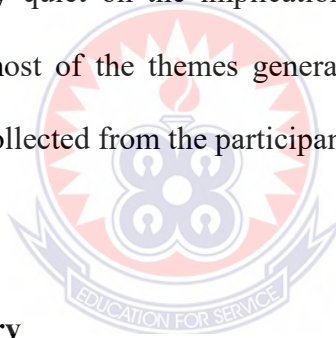 quiet on the implication
nost of the themes genera
ollected from the participan
EDUCATION FOR SERVICE
ry